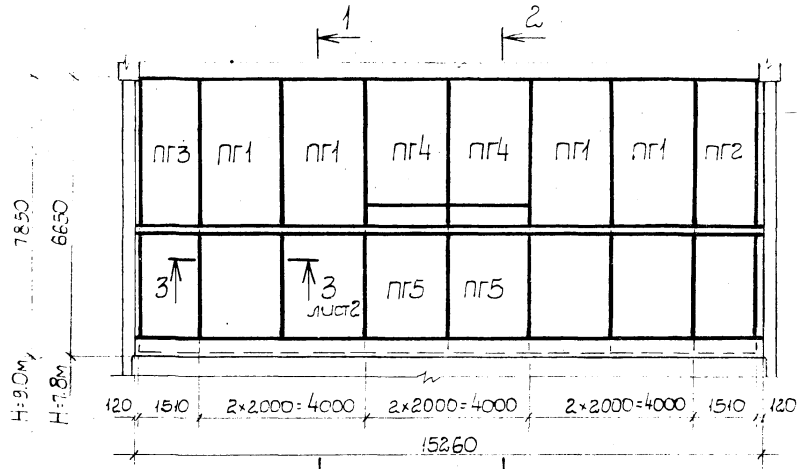 1 2
ПГ3 ПГ1 ПГ1 ПГ4 ПГ4 ПГ1 ПГ1 ПГ2
3 3 ПГ5 ПГ5
ЛИСТ2
7850
6650
Н=9.0м
Н=7.8м
120 1510 2×2000=4000 2×2000=4000 2×2000=4000 1510 120
15260